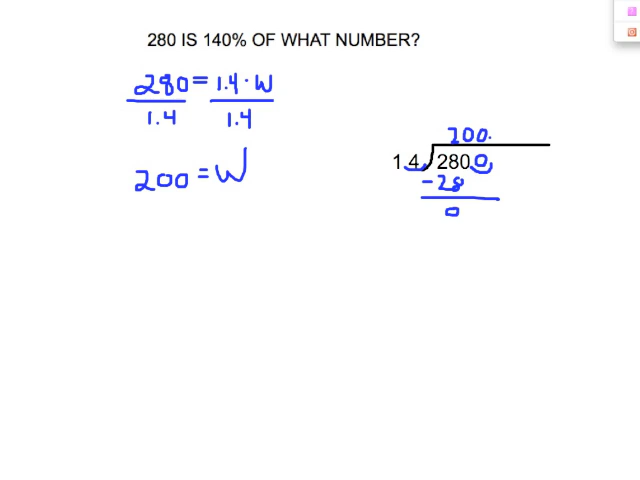 280 IS 140% OF WHAT NUMBER?
280 = 1.4 · W
1.4 1.4
200 = W
200.
1.4 280 0
-28
0